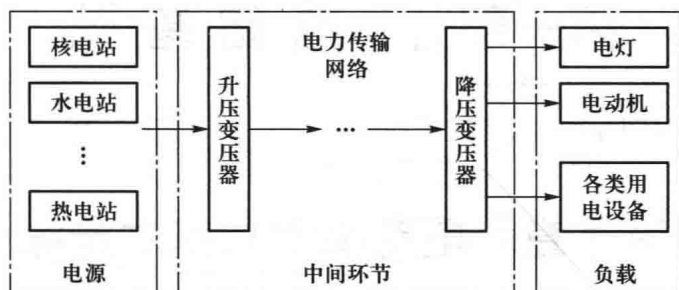 核电站
水电站
⋮
热电站
电源
升压变压器
电力传输
网络
…
降压变压器
中间环节
电灯
电动机
各类用
电设备
负载